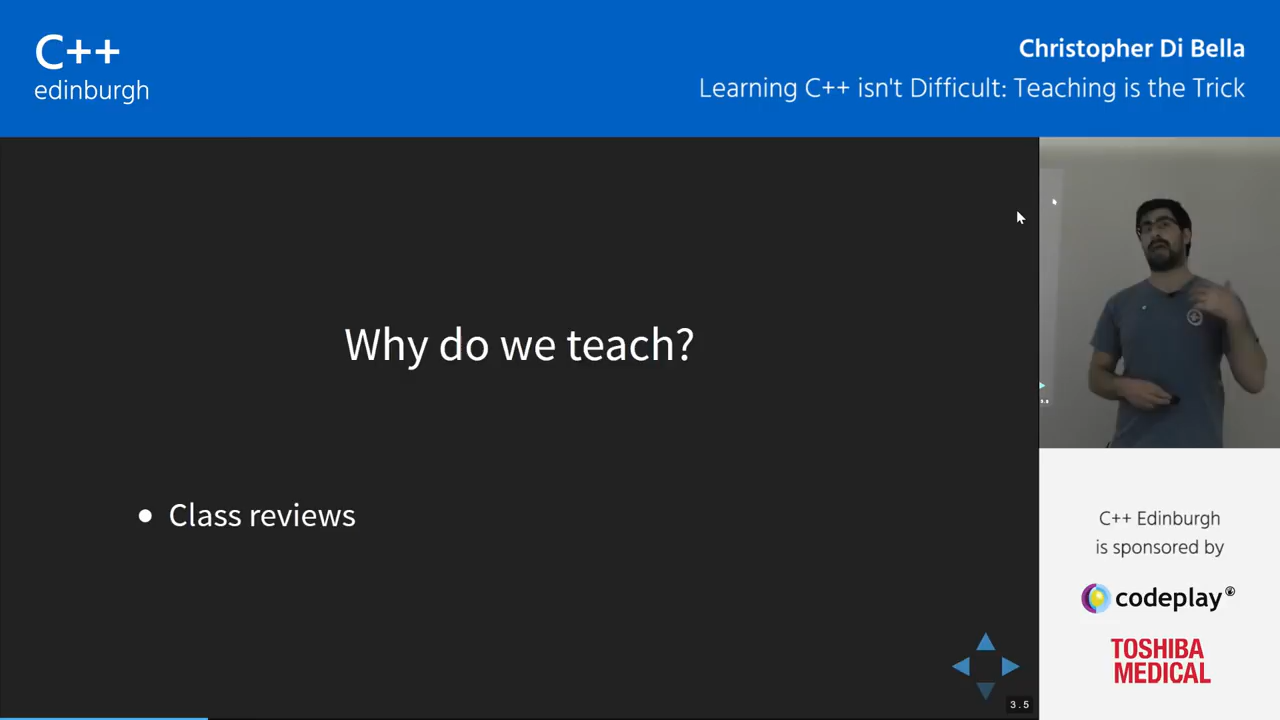 C++
edinburgh
Christopher Di Bella
Learning C++ isn't Difficult: Teaching is the Trick
Why do we teach?
• Class reviews
C++ Edinburgh
is sponsored by
codeplay
TOSHIBA
MEDICAL
3.5